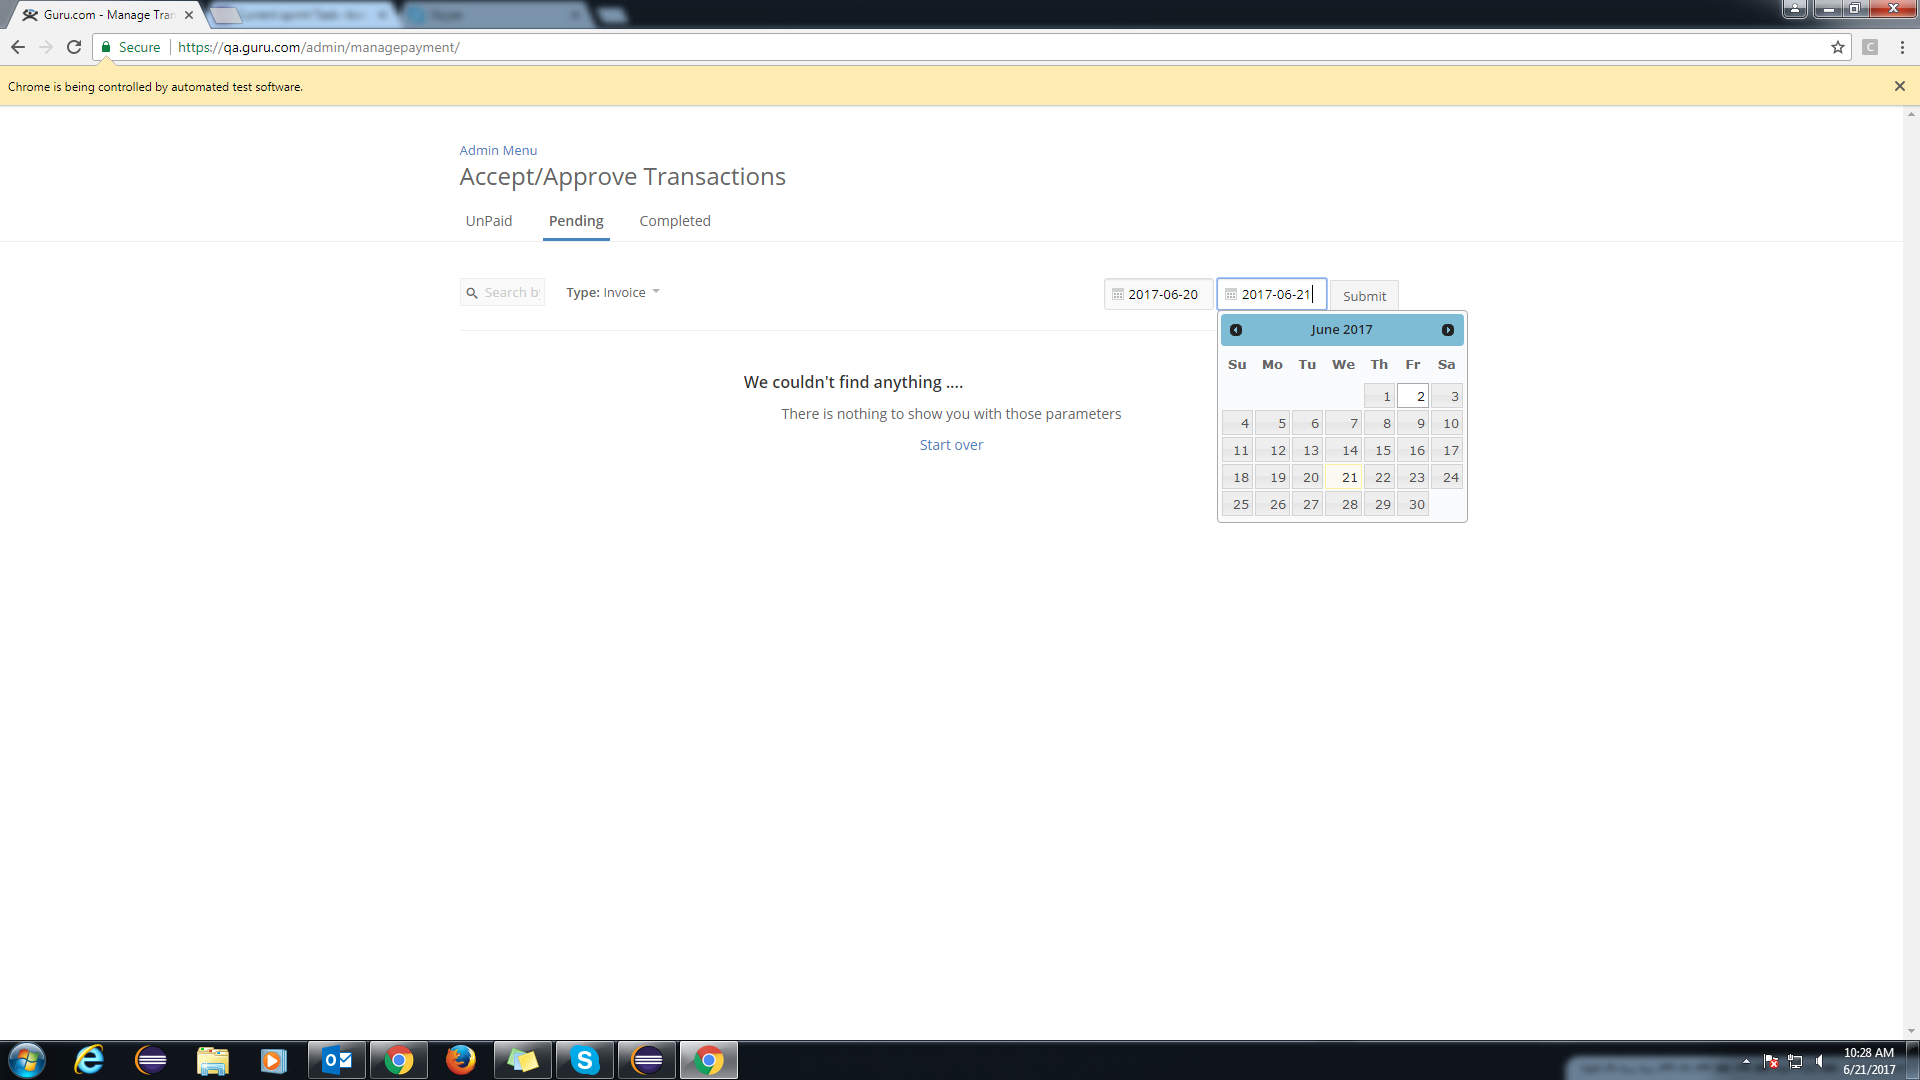 Guru.com - Manage Tran
Secure
https://qa.guru.com/admin/managepayment/
C
Chrome is being controlled by automated test software.
Admin Menu
Accept/Approve Transactions
UnPaid
Pending
Completed
Search by
Type: Invoice
2017-06-20
2017-06-21
Submit
June 2017
Su Mo Tu We Th Fr Sa
1 2 3
4 5 6 7 8 9 10
11 12 13 14 15 16 17
18 19 20 21 22 23 24
25 26 27 28 29 30
We couldn't find anything ....
There is nothing to show you with those parameters
Start over
10:28 AM
6/21/2017